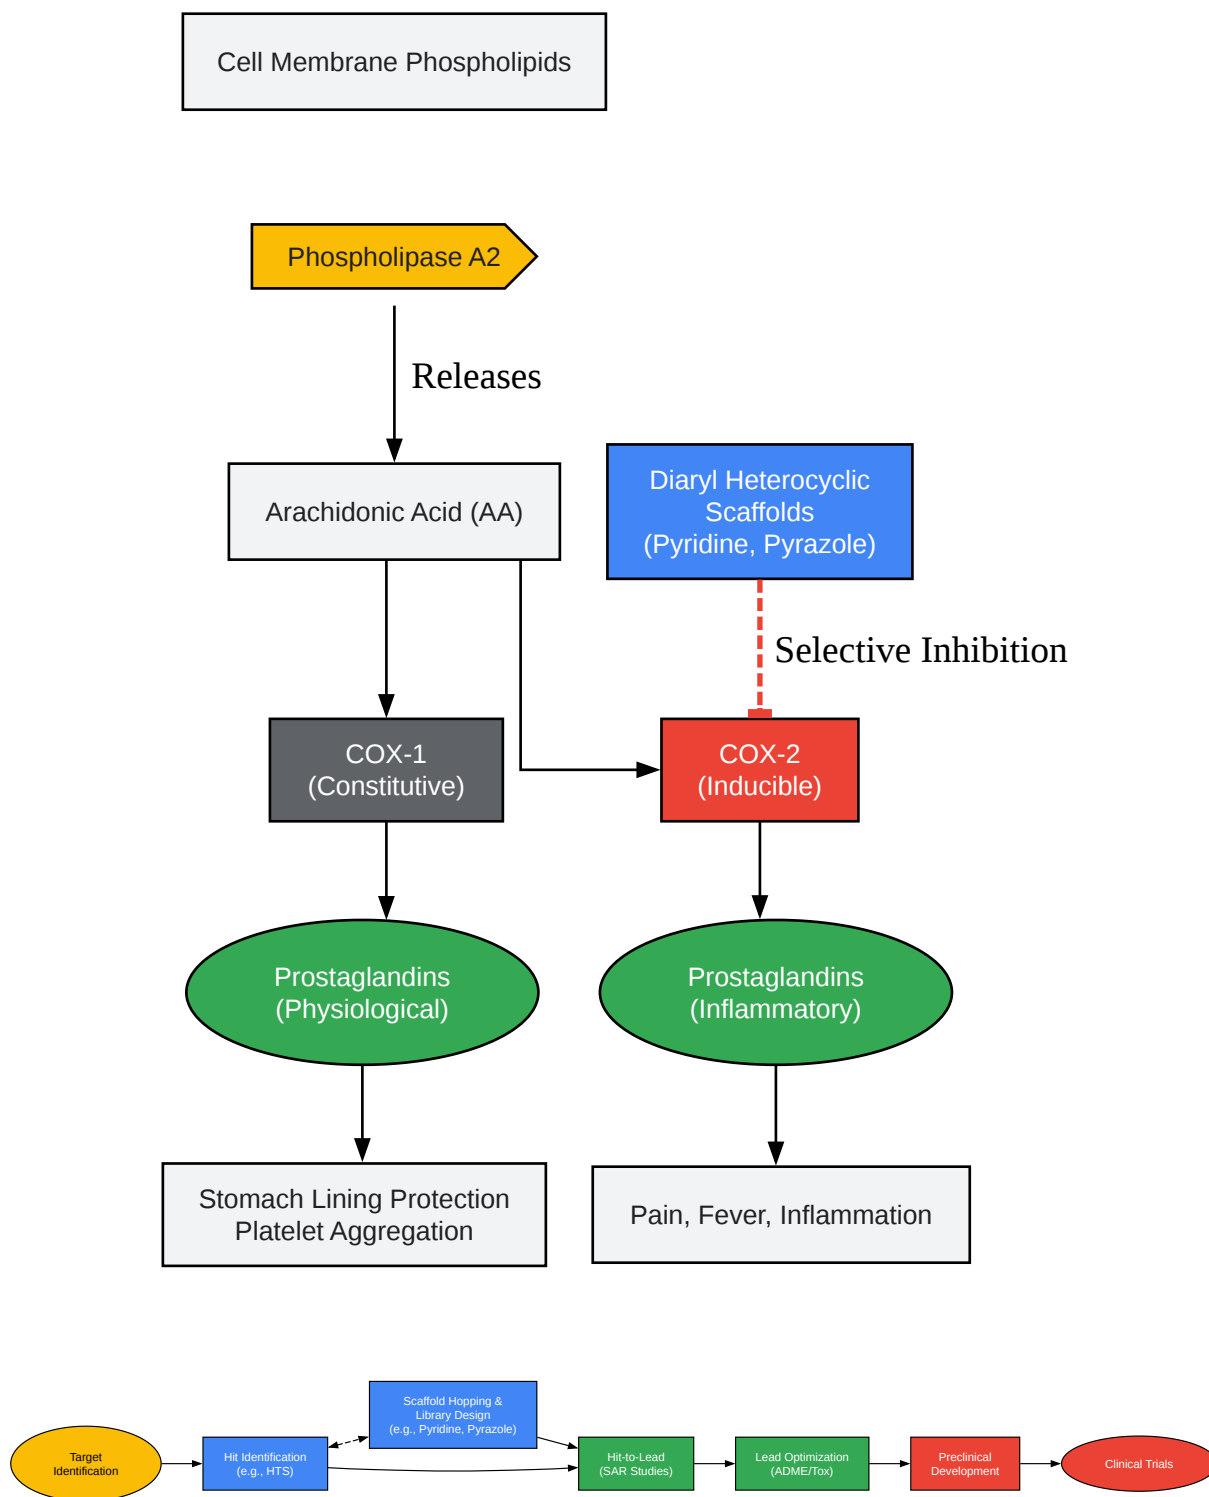 Cell Membrane Phospholipids
Phospholipase A2
Releases
Arachidonic Acid (AA)
Diaryl Heterocyclic
Scaffolds
(Pyridine, Pyrazole)
Selective Inhibition
COX-1
(Constitutive)
COX-2
(Inducible)
Prostaglandins
(Physiological)
Prostaglandins
(Inflammatory)
Stomach Lining Protection
Platelet Aggregation
Pain, Fever, Inflammation
Target
Identification
Hit Identification
(e.g., HTS)
Scaffold Hopping &
Library Design
(e.g., Pyridine, Pyrazole)
Hit-to-Lead
(SAR Studies)
Lead Optimization
(ADME/Tox)
Preclinical
Development
Clinical Trials